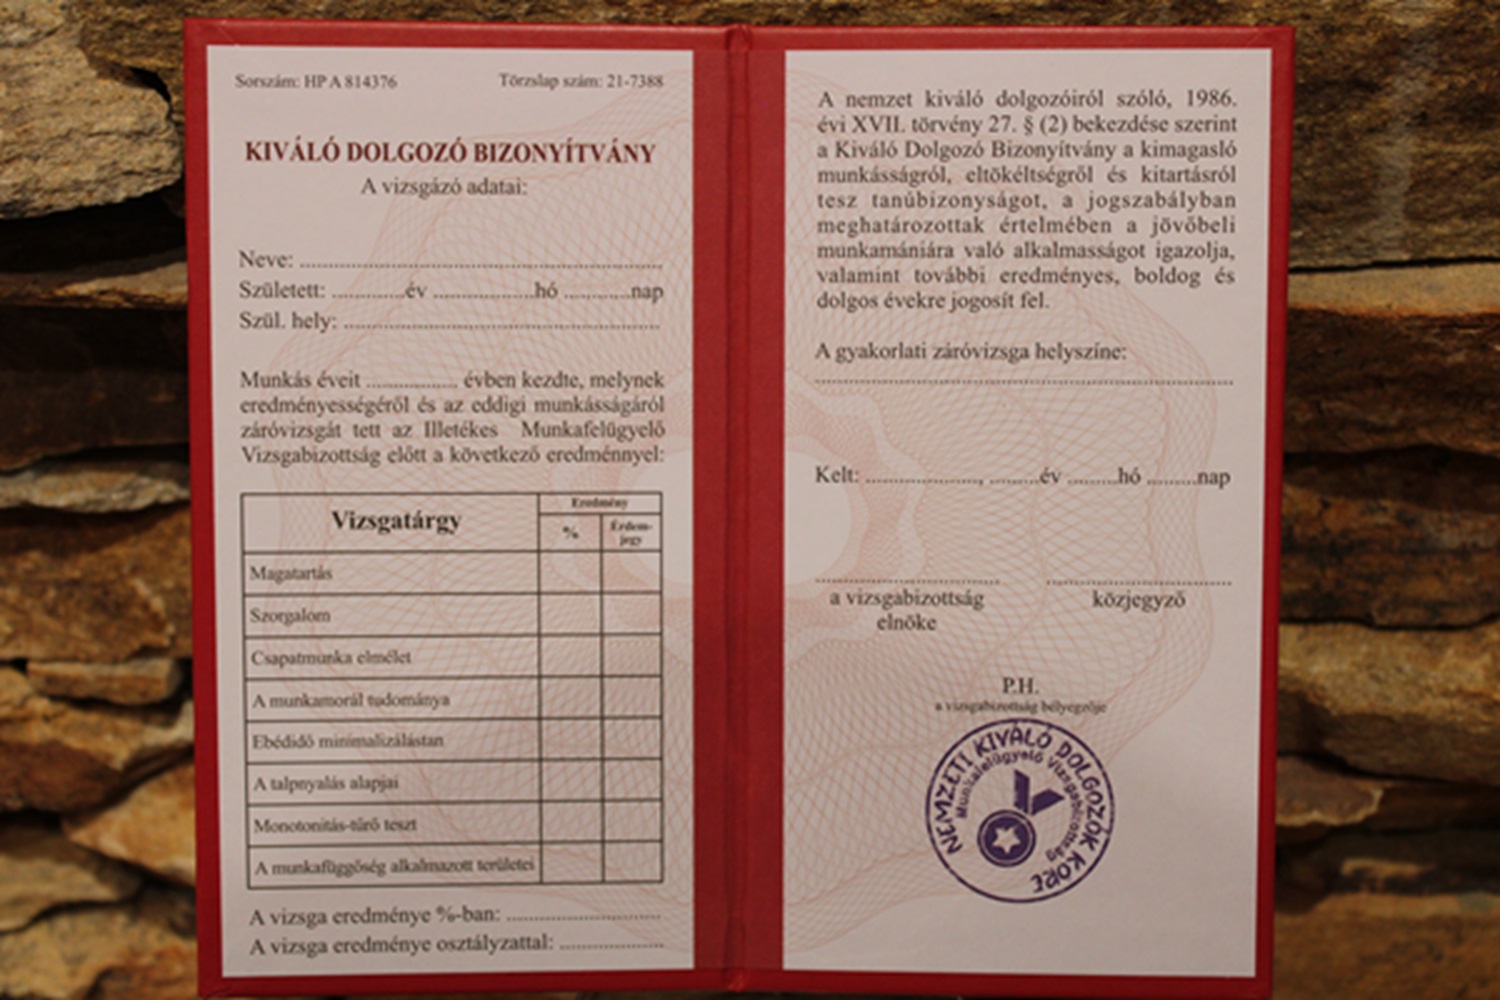 Sorszám: HP A 814376
Törzslap szám: 21-7388
KIVÁLÓ DOLGOZÓ BIZONYÍTVÁNY
A vizsgázó adatai:
Neve: ....................................................................
Született: ..............év ...................hó .............nap
Szül. hely: ............................................................
Munkás éveit ................. évben kezdte, melynek
eredményességéről és az eddigi munkásságáról
záróvizsgát tett az Illetékes Munkafelügyelő
Vizsgabizottság előtt a következő eredménnyel:
Vizsgatárgy
Eredmény
%
Érdem-
jegy
Magatartás
Szorgalom
Csapatmunka elmélet
A munkamorál tudománya
Ebédidő minimalizálástan
A talpnyalás alapjai
Monotonitás-tűrő teszt
A munkafüggőség alkalmazott területei
A vizsga eredménye %-ban: .............................
A vizsga eredménye osztályzattal: ...................
A nemzet kiváló dolgozóiról szóló, 1986.
évi XVII. törvény 27. § (2) bekezdése szerint
a Kiváló Dolgozó Bizonyítvány a kimagasló
munkásságról, eltökéltségről és kitartásról
tesz tanúbizonyságot, a jogszabályban
meghatározottak értelmében a jövőbeli
munkamániára való alkalmasságot igazolja,
valamint további eredményes, boldog és
dolgos évekre jogosít fel.
A gyakorlati záróvizsga helyszíne:
..............................................................................
Kelt: ......................, .........év .........hó .........nap
a vizsgabizottság
elnöke
közjegyző
P.H.
a vizsgabizottság bélyegzője
NEMZETI KIVÁLÓ DOLGOZÓK KÖRE
Munkafelügyelő Vizsgabizottság